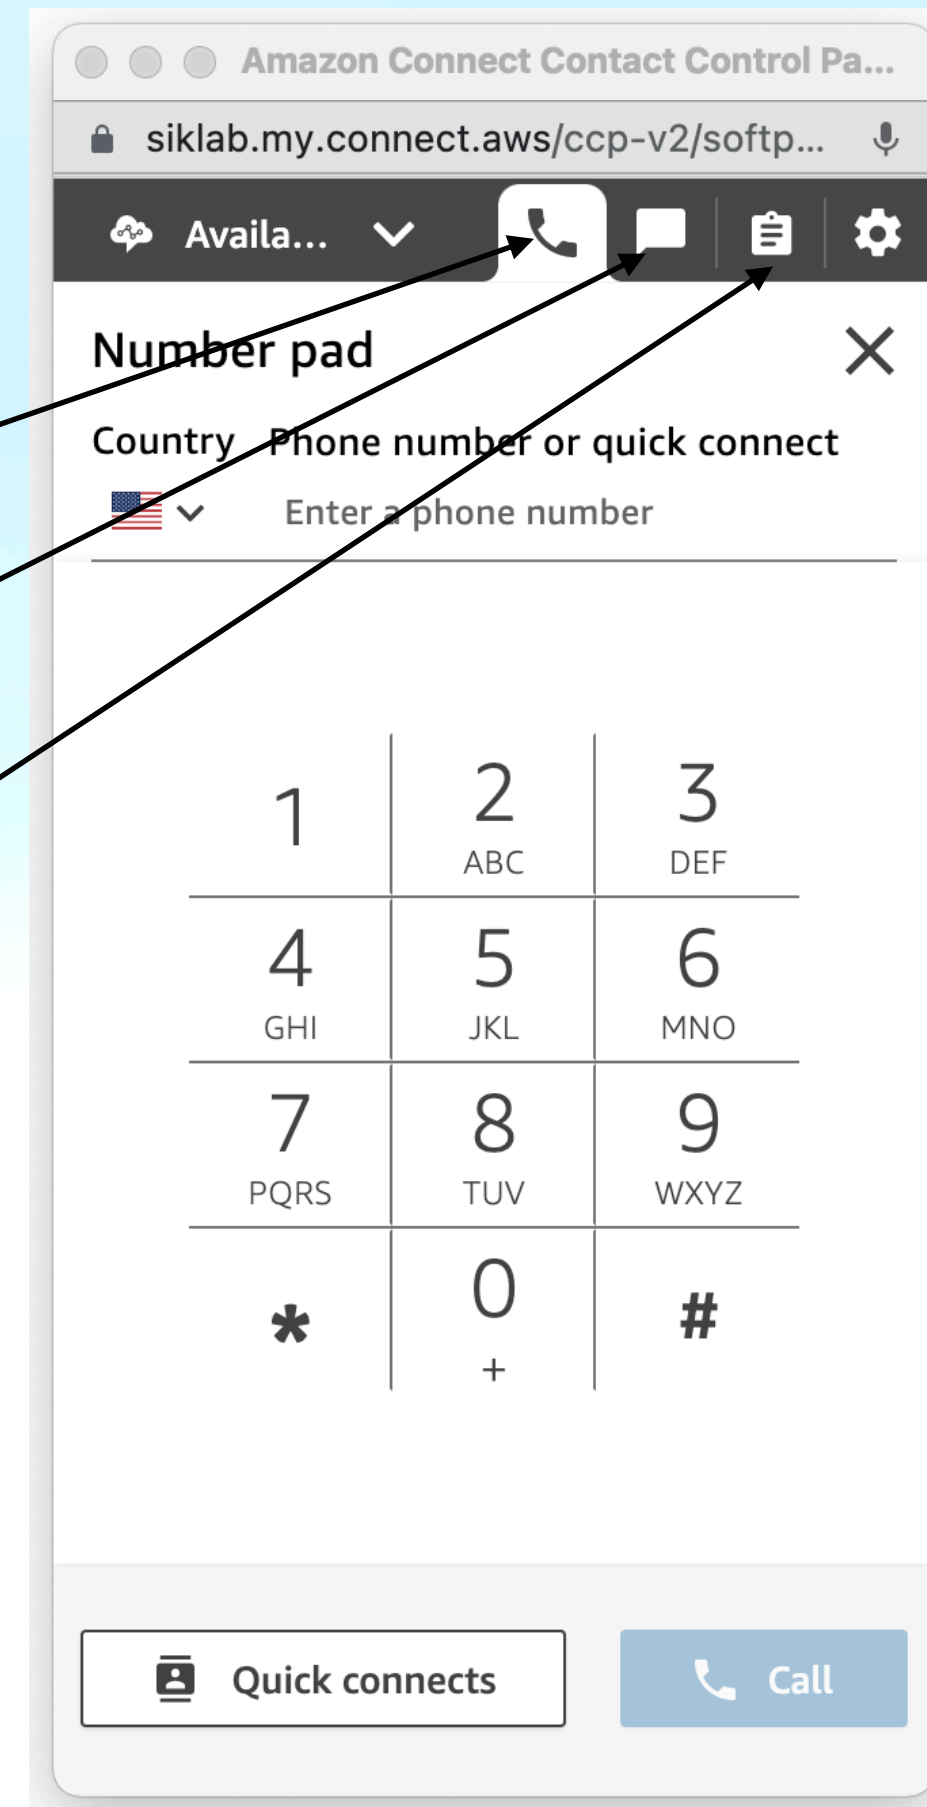 Amazon Connect Contact Control Pa...
siklab.my.connect.aws/ccp-v2/softp...
Availa...
Number pad
Country Phone number or quick connect
Enter a phone number
1 2 3
ABC DEF
4 5 6
GHI JKL MNO
7 8 9
PQRS TUV WXYZ
* 0 #
+
Quick connects Call